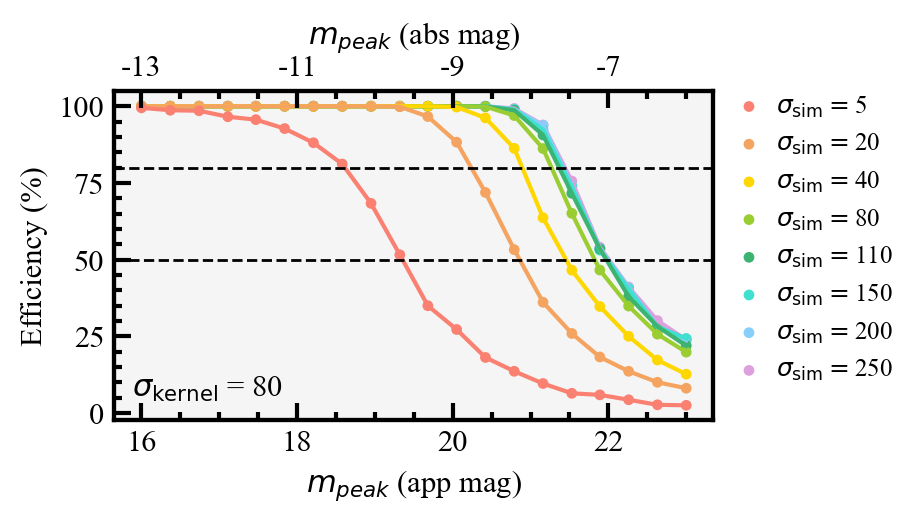 m_peak (abs mag)
-13 -11 -9 -7
100
75
50
25
0
Efficiency (%)
σ_kernel = 80
16 18 20 22
m_peak (app mag)
σ_sim = 5
σ_sim = 20
σ_sim = 40
σ_sim = 80
σ_sim = 110
σ_sim = 150
σ_sim = 200
σ_sim = 250